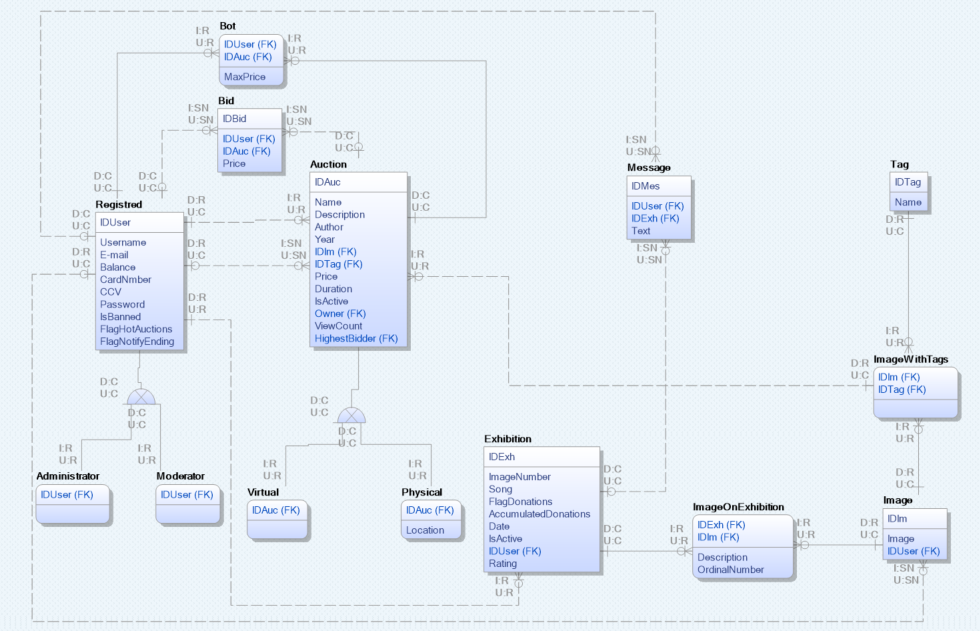 Bot
I:R
U:R
IDUser (FK)
IDAuc (FK)
MaxPrice
I:R
U:R
Bid
I:SN
U:SN
IDBid
IDUser (FK)
IDAuc (FK)
Price
I:SN
U:SN
D:C
U:C
D:C
U:C
D:C
U:C
Auction
IDAuc
Name
Description
Author
Year
IDIm (FK)
IDTag (FK)
Price
Duration
IsActive
Owner (FK)
ViewCount
HighestBidder (FK)
D:C
U:C
I:R
U:R
I:R
U:R
I:SN
U:SN
Registred
IDUser
Username
E-mail
Balance
CardNmber
CCV
Password
IsBanned
FlagHotAuctions
FlagNotifyEnding
D:C
U:C
D:R
U:C
D:R
U:C
D:R
U:C
D:R
U:R
I:SN
U:SN
Message
IDMes
IDUser (FK)
IDExh (FK)
Text
I:SN
U:SN
Tag
IDTag
Name
D:R
U:C
I:R
U:R
ImageWithTags
D:R
U:C
IDIm (FK)
IDTag (FK)
I:R
U:R
D:R
U:C
D:C
U:C
D:C
U:C
I:R
U:R
I:R
U:R
Administrator
IDUser (FK)
Moderator
IDUser (FK)
D:C
U:C
D:C
U:C
I:R
U:R
I:R
U:R
Virtual
IDAuc (FK)
Physical
IDAuc (FK)
Location
Exhibition
IDExh
ImageNumber
Song
FlagDonations
AccumulatedDonations
Date
IsActive
IDUser (FK)
Rating
D:C
U:C
D:C
U:C
I:R
U:R
ImageOnExhibition
I:R
U:R
IDExh (FK)
IDIm (FK)
Description
OrdinalNumber
I:R
U:R
Image
D:R
U:C
IDIm
Image
IDUser (FK)
I:SN
U:SN